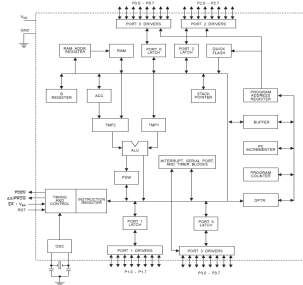 P0.0 - P0.7
P2.0 - P2.7
VCC
GND
PORT 0 DRIVERS
PORT 2 DRIVERS
RAM ADDR.
REGISTER
RAM
PORT 0
LATCH
PORT 2
LATCH
QUICK
FLASH
B
REGISTER
ACC
STACK
POINTER
PROGRAM
ADDRESS
REGISTER
TMP2
TMP1
BUFFER
ALU
PC
INCREMENTER
INTERRUPT, SERIAL PORT,
AND TIMER BLOCKS
PSW
PROGRAM
COUNTER
PSEN
ALE/PROG
EA / VPP
RST
TIMING
AND
CONTROL
INSTRUCTION
REGISTER
DPTR
PORT 1
LATCH
PORT 3
LATCH
OSC
PORT 1 DRIVERS
PORT 3 DRIVERS
P1.0 - P1.7
P3.0 - P3.7